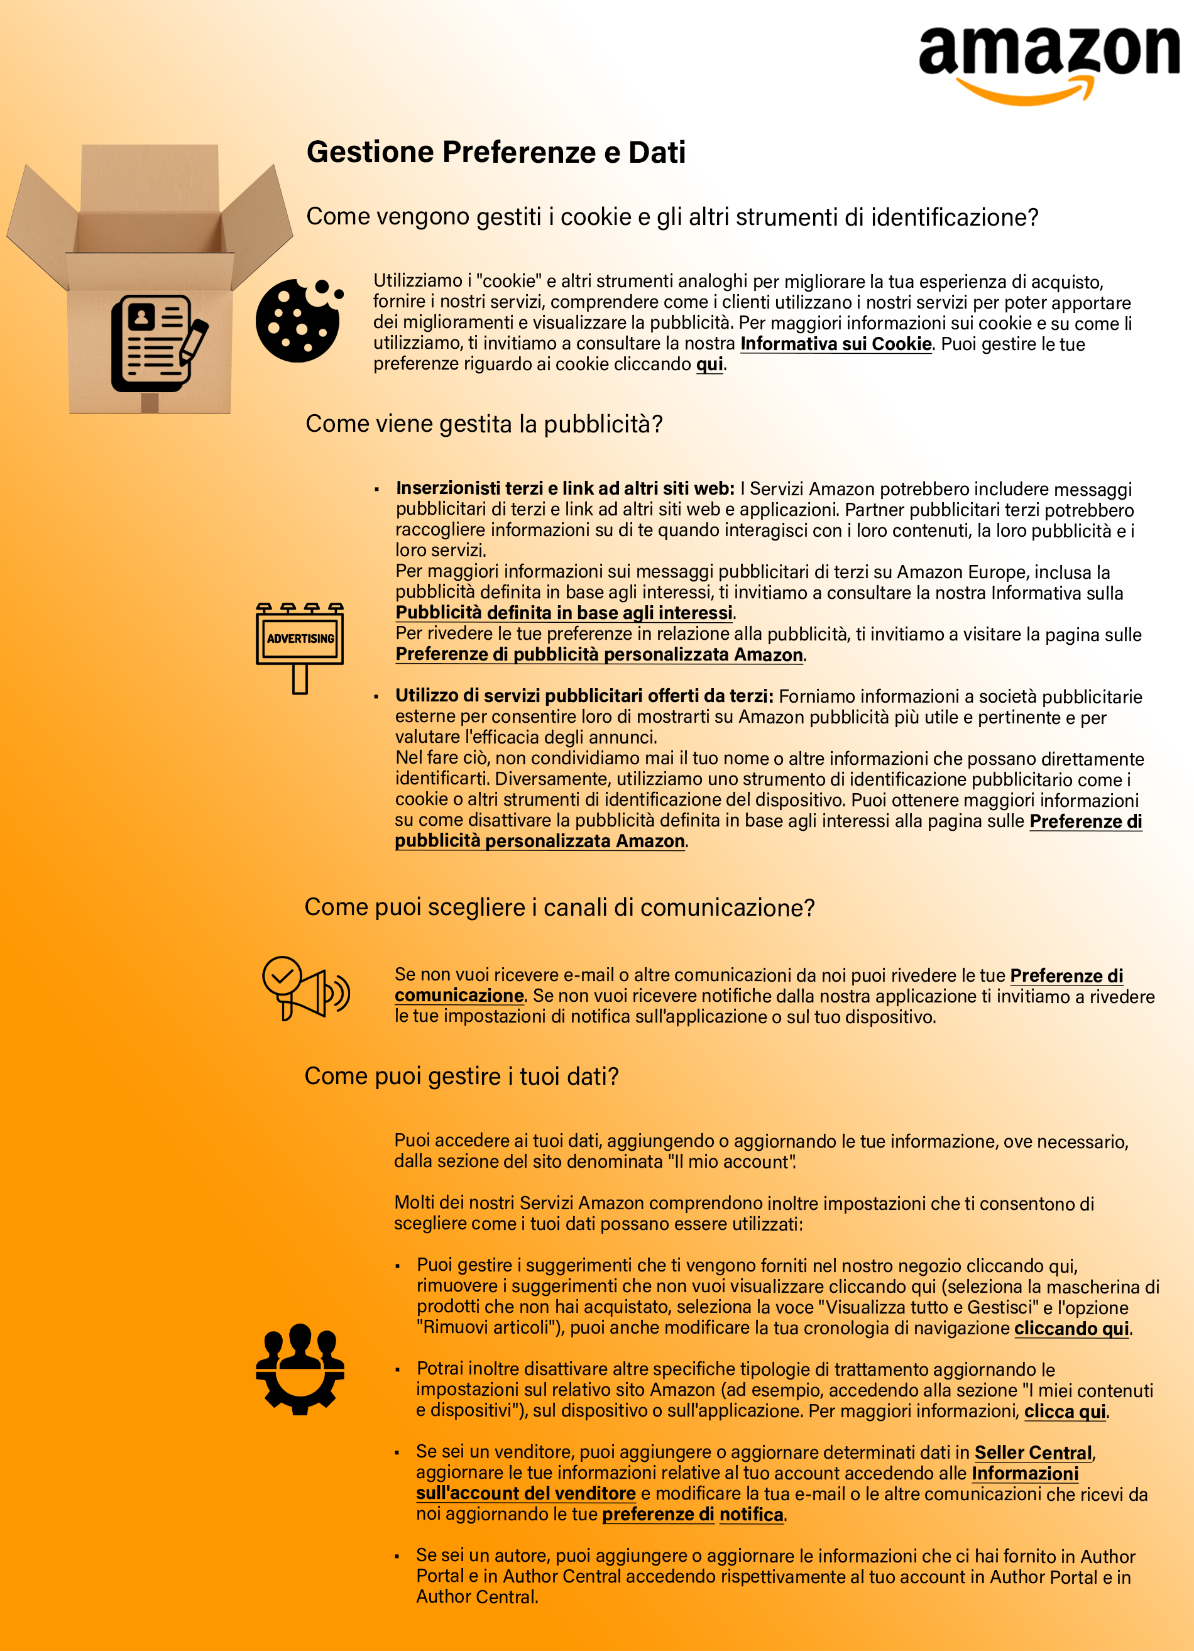 amazon
Gestione Preferenze e Dati
Come vengono gestiti i cookie e gli altri strumenti di identificazione?
Utilizziamo i "cookie" e altri strumenti analoghi per migliorare la tua esperienza di acquisto,
fornire i nostri servizi, comprendere come i clienti utilizzano i nostri servizi per poter apportare
dei miglioramenti e visualizzare la pubblicità. Per maggiori informazioni sui cookie e su come li
utilizziamo, ti invitiamo a consultare la nostra Informativa sui Cookie. Puoi gestire le tue
preferenze riguardo ai cookie cliccando qui.
Come viene gestita la pubblicità?
▪ Inserzionisti terzi e link ad altri siti web: I Servizi Amazon potrebbero includere messaggi
pubblicitari di terzi e link ad altri siti web e applicazioni. Partner pubblicitari terzi potrebbero
raccogliere informazioni su di te quando interagisci con i loro contenuti, la loro pubblicità e i
loro servizi.
Per maggiori informazioni sui messaggi pubblicitari di terzi su Amazon Europe, inclusa la
pubblicità definita in base agli interessi, ti invitiamo a consultare la nostra Informativa sulla
Pubblicità definita in base agli interessi.
Per rivedere le tue preferenze in relazione alla pubblicità, ti invitiamo a visitare la pagina sulle
Preferenze di pubblicità personalizzata Amazon.
ADVERTISING
▪ Utilizzo di servizi pubblicitari offerti da terzi: Forniamo informazioni a società pubblicitarie
esterne per consentire loro di mostrarti su Amazon pubblicità più utile e pertinente e per
valutare l'efficacia degli annunci.
Nel fare ciò, non condividiamo mai il tuo nome o altre informazioni che possano direttamente
identificarti. Diversamente, utilizziamo uno strumento di identificazione pubblicitario come i
cookie o altri strumenti di identificazione del dispositivo. Puoi ottenere maggiori informazioni
su come disattivare la pubblicità definita in base agli interessi alla pagina sulle Preferenze di
pubblicità personalizzata Amazon.
Come puoi scegliere i canali di comunicazione?
Se non vuoi ricevere e-mail o altre comunicazioni da noi puoi rivedere le tue Preferenze di
comunicazione. Se non vuoi ricevere notifiche dalla nostra applicazione ti invitiamo a rivedere
le tue impostazioni di notifica sull'applicazione o sul tuo dispositivo.
Come puoi gestire i tuoi dati?
Puoi accedere ai tuoi dati, aggiungendo o aggiornando le tue informazione, ove necessario,
dalla sezione del sito denominata "Il mio account".
Molti dei nostri Servizi Amazon comprendono inoltre impostazioni che ti consentono di
scegliere come i tuoi dati possano essere utilizzati:
▪ Puoi gestire i suggerimenti che ti vengono forniti nel nostro negozio cliccando qui,
rimuovere i suggerimenti che non vuoi visualizzare cliccando qui (seleziona la mascherina di
prodotti che non hai acquistato, seleziona la voce "Visualizza tutto e Gestisci" e l'opzione
"Rimuovi articoli"), puoi anche modificare la tua cronologia di navigazione cliccando qui.
▪ Potrai inoltre disattivare altre specifiche tipologie di trattamento aggiornando le
impostazioni sul relativo sito Amazon (ad esempio, accedendo alla sezione "I miei contenuti
e dispositivi"), sul dispositivo o sull'applicazione. Per maggiori informazioni, clicca qui.
▪ Se sei un venditore, puoi aggiungere o aggiornare determinati dati in Seller Central,
aggiornare le tue informazioni relative al tuo account accedendo alle Informazioni
sull'account del venditore e modificare la tua e-mail o le altre comunicazioni che ricevi da
noi aggiornando le tue preferenze di notifica.
▪ Se sei un autore, puoi aggiungere o aggiornare le informazioni che ci hai fornito in Author
Portal e in Author Central accedendo rispettivamente al tuo account in Author Portal e in
Author Central.